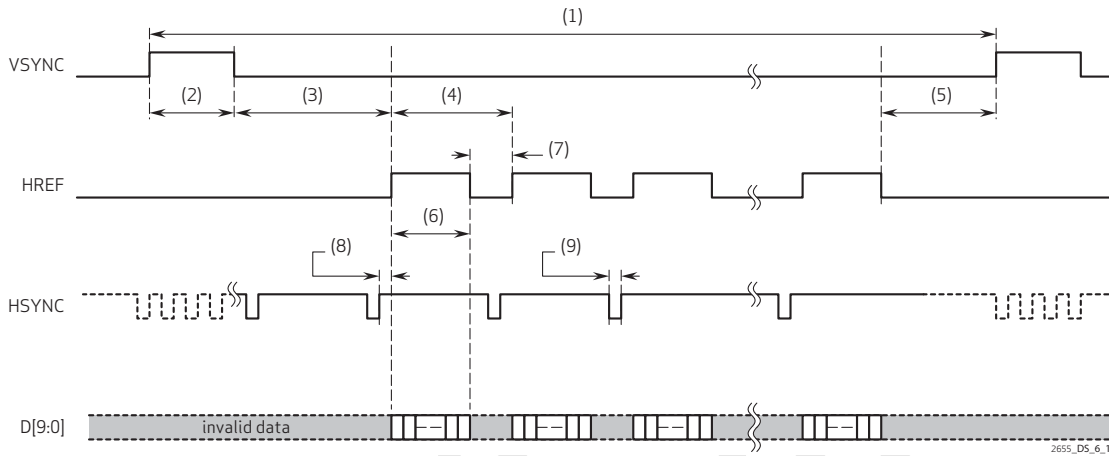 (1)
VSYNC
(2)
(3)
(4)
(5)
(7)
HREF
(6)
(8)
(9)
HSYNC
D[9:0]
invalid data
2655_DS_6_1